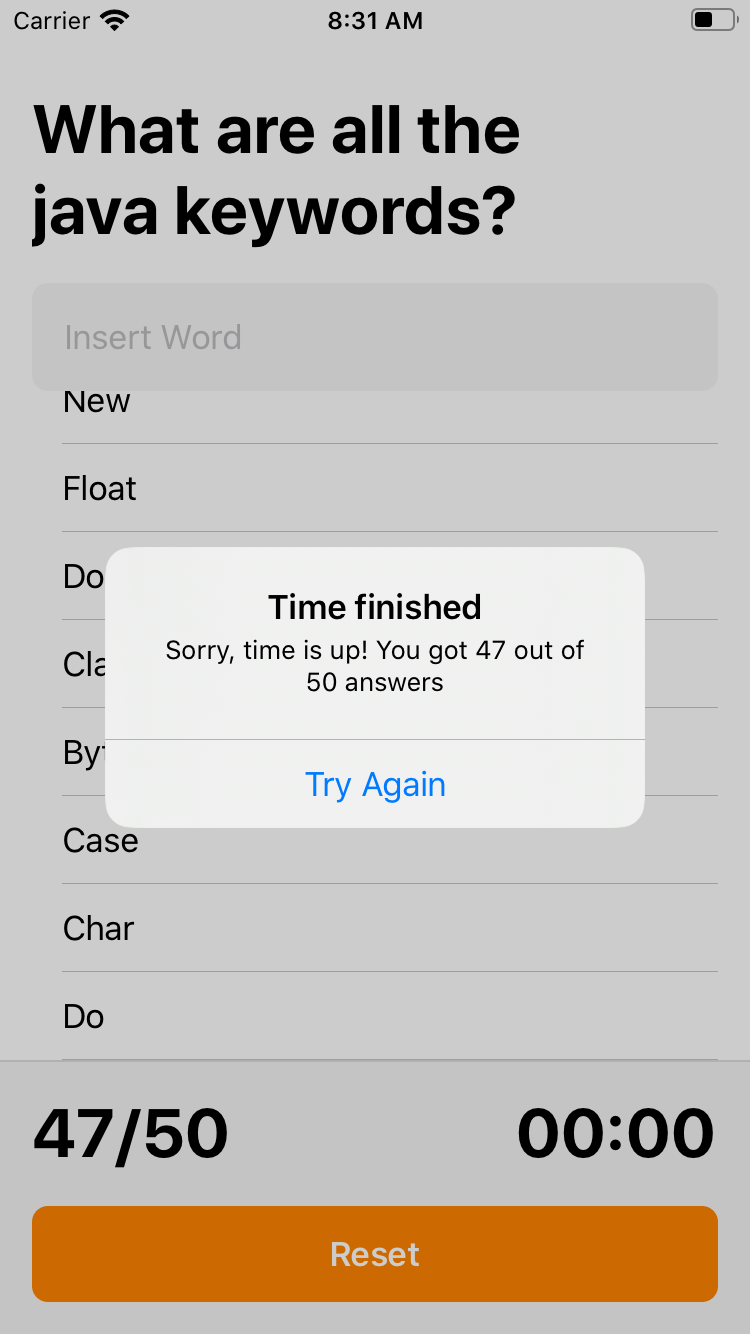 Carrier 8:31 AM
What are all the
java keywords?
Insert Word
New
Float
Do
Time finished
Sorry, time is up! You got 47 out of
50 answers
Try Again
Case
Char
Do
47/50 00:00
Reset